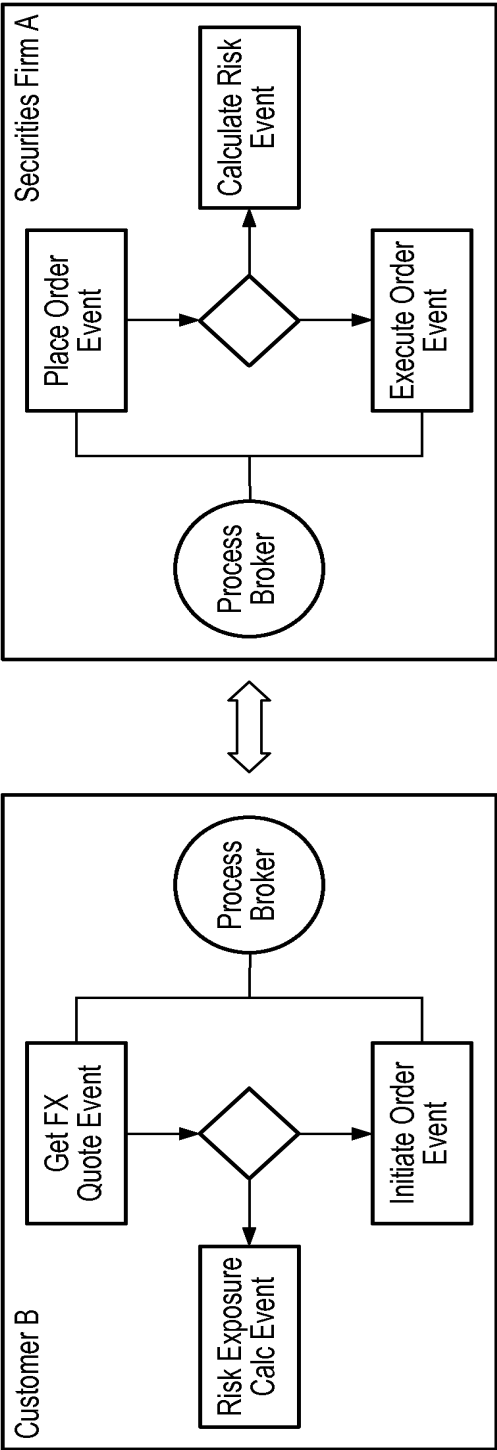 Customer B
Get FX
Quote Event
Risk Exposure
Calc Event
Initiate Order
Event
Process
Broker
Securities Firm A
Process
Broker
Place Order
Event
Calculate Risk
Event
Execute Order
Event